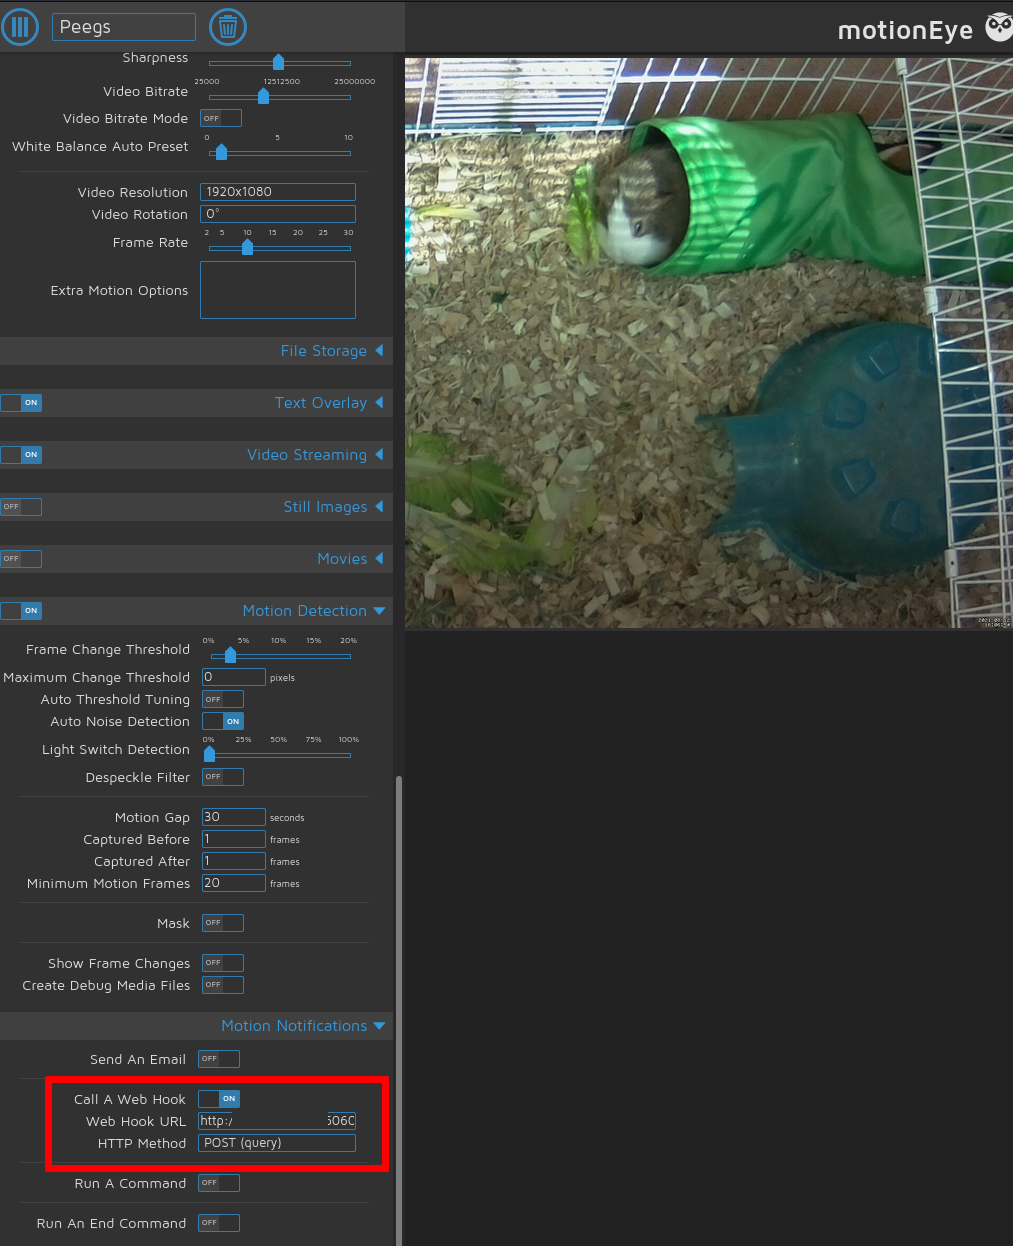 Peegs
motionEye
Sharpness
25000 12512500 25000000
Video Bitrate
Video Bitrate Mode OFF
0 5 10
White Balance Auto Preset
Video Resolution 1920x1080
Video Rotation 0°
2 5 10 15 20 25 30
Frame Rate
Extra Motion Options
File Storage
ON Text Overlay
ON Video Streaming
OFF Still Images
OFF Movies
ON Motion Detection
0% 5% 10% 15% 20%
Frame Change Threshold
Maximum Change Threshold 0 pixels
Auto Threshold Tuning OFF
Auto Noise Detection ON
0% 25% 50% 75% 100%
Light Switch Detection
Despeckle Filter OFF
Motion Gap 30 seconds
Captured Before 1 frames
Captured After 1 frames
Minimum Motion Frames 20 frames
Mask OFF
Show Frame Changes OFF
Create Debug Media Files OFF
Motion Notifications
Send An Email OFF
Call A Web Hook ON
Web Hook URL http:/
HTTP Method POST (query)
Run A Command OFF
Run An End Command OFF